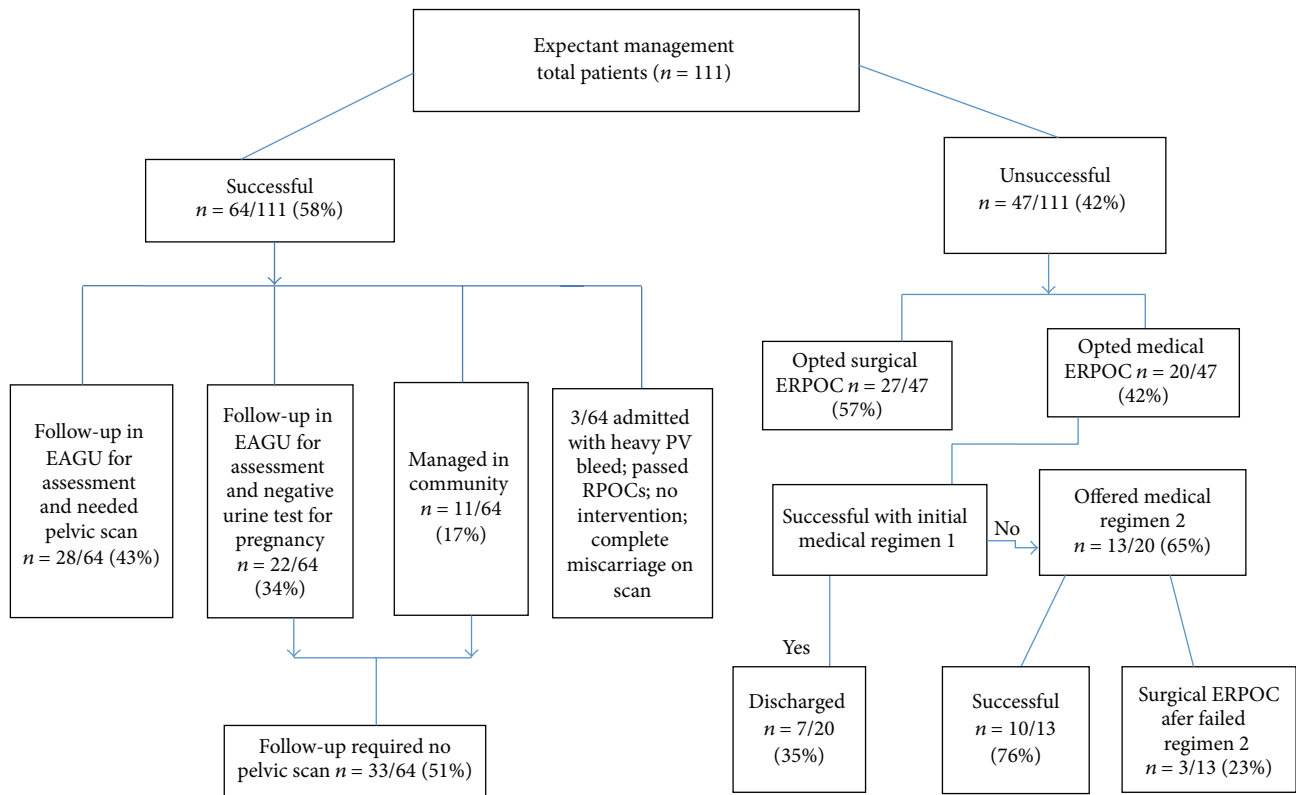 Expectant management
total patients (n = 111)
Successful
n = 64/111 (58%)
Unsuccessful
n = 47/111 (42%)
Follow-up in
EAGU for
assessment
and needed
pelvic scan
n = 28/64 (43%)
Follow-up in
EAGU for
assessment
and negative
urine test for
pregnancy
n = 22/64
(34%)
Managed in
community
n = 11/64
(17%)
3/64 admitted
with heavy PV
bleed; passed
RPOCs; no
intervention;
complete
miscarriage on
scan
Opted surgical
ERPOC n = 27/47
(57%)
Opted medical
ERPOC n = 20/47
(42%)
Successful with initial
medical regimen 1
No
Offered medical
regimen 2
n = 13/20 (65%)
Yes
Follow-up required no
pelvic scan n = 33/64 (51%)
Discharged
n = 7/20
(35%)
Successful
n = 10/13
(76%)
Surgical ERPOC
afer failed
regimen 2
n = 3/13 (23%)